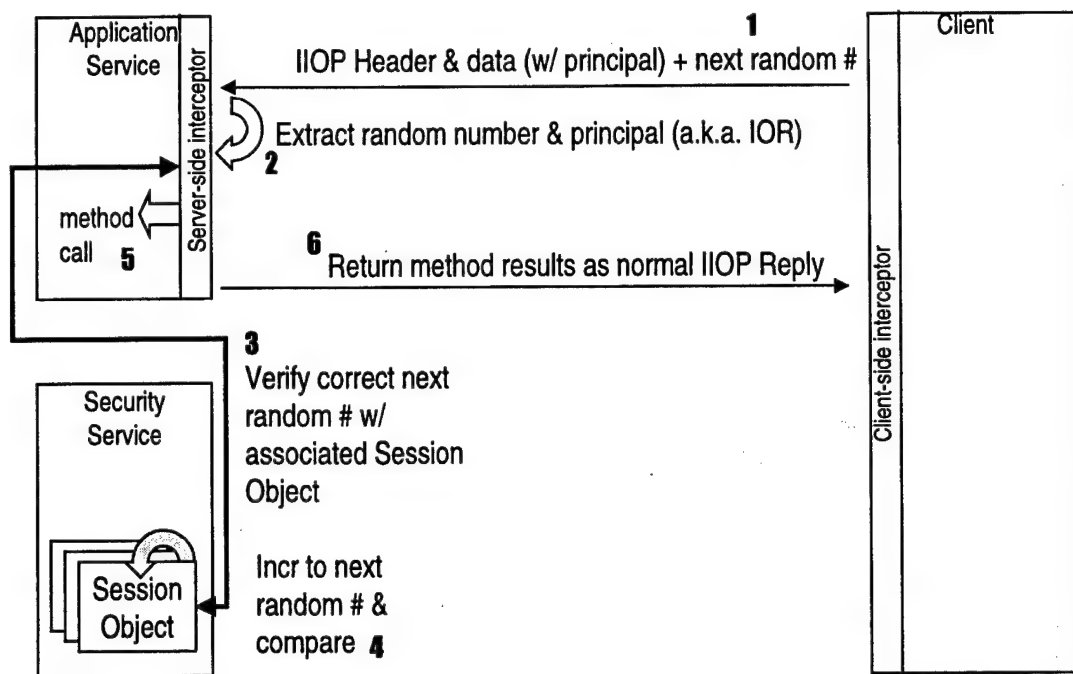 Application
Service
Server-side interceptor
1
IIOP Header & data (w/ principal) + next random #
Client
Client-side interceptor
2
Extract random number & principal (a.k.a. IOR)
method
call 5
6
Return method results as normal IIOP Reply
3
Verify correct next
random # w/
associated Session
Object
Security
Service
Session
Object
Incr to next
random # &
compare 4